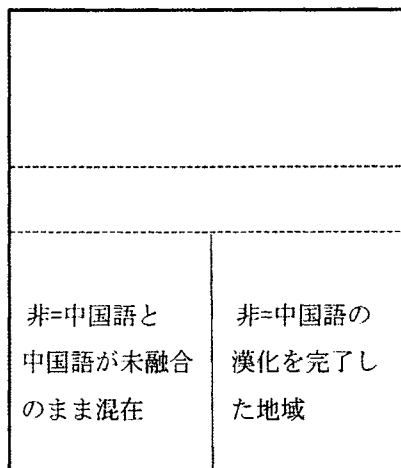 非=中国語と
中国語が未融合
のまま混在
非=中国語の
漢化を完了し
た地域